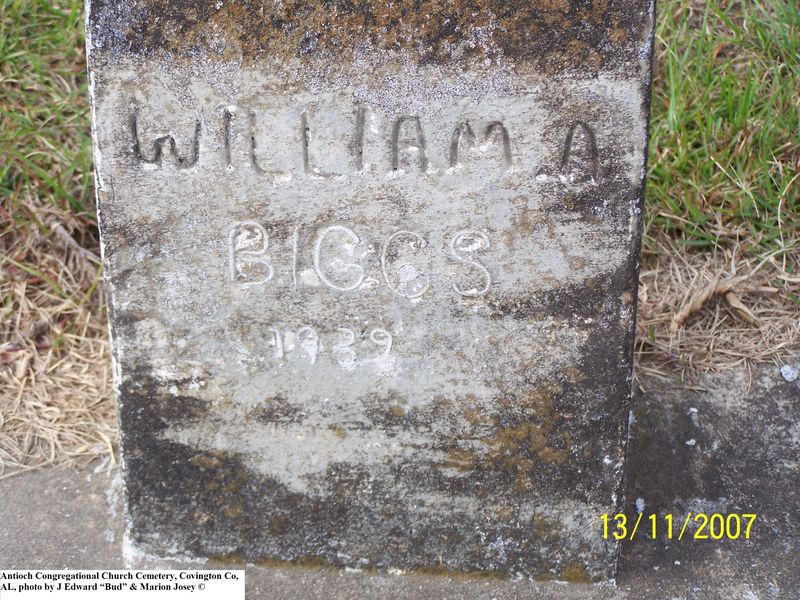 WILLIAM A
BIGGS
1939
13/11/2007
Antioch Congregational Church Cemetery, Covington Co,
AL, photo by J Edward “Bud” & Marion Josey ©